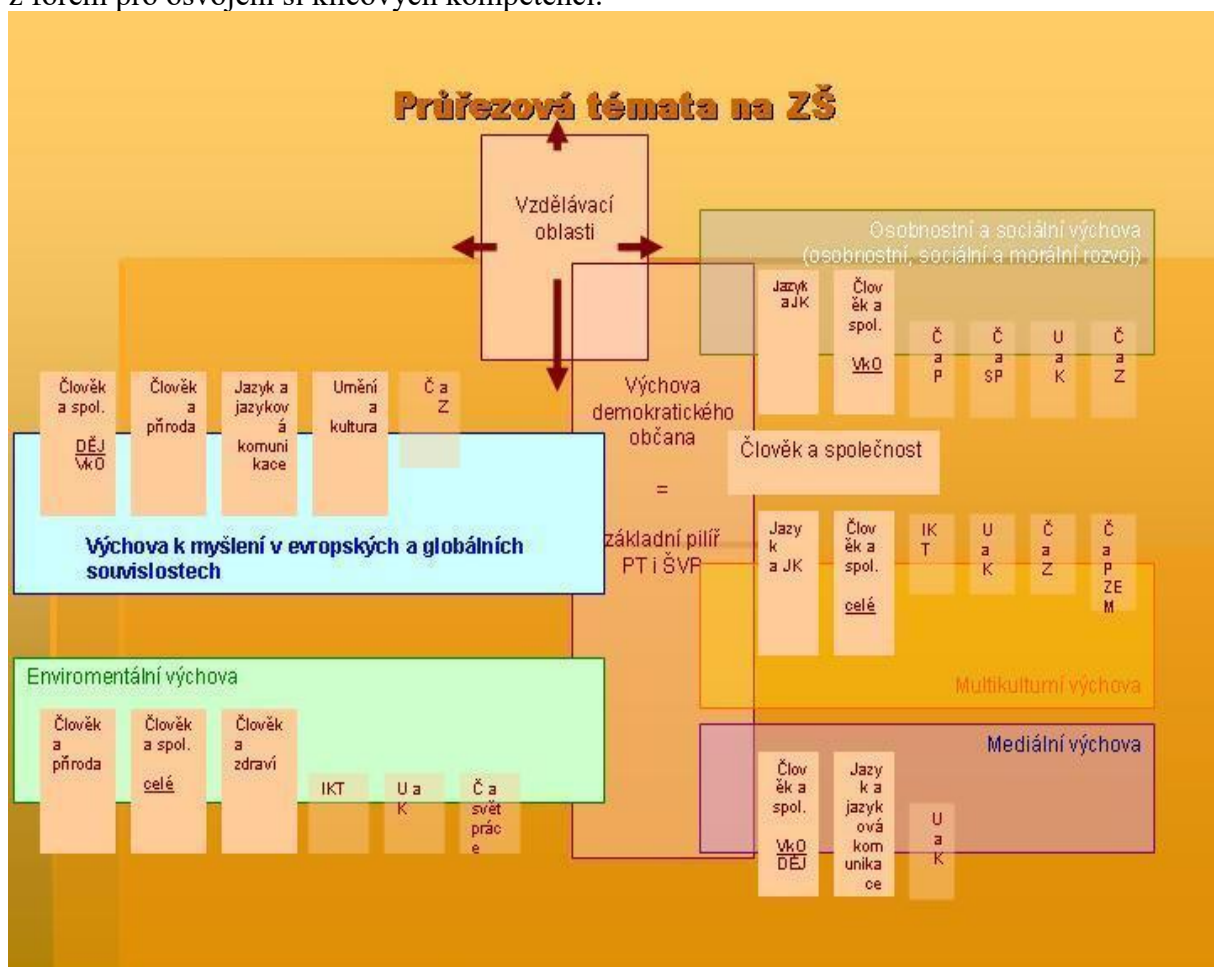 z forem pro osvojení si klíčových kompetencí.
Průřezová témata na ZŠ
Vzdělávací
oblasti
Osobnostní a sociální výchova
(osobnostní, sociální a morální rozvoj)
Jazyk
a JK
Člov
ěk a
spol.
VkO
Č
a
P
Č
a
SP
U
a
K
Č
a
Z
Člověk
a spol.
DĚJ
VkO
Člověk
a
příroda
Jazyk a
jazykov
á
komuni
kace
Umění
a
kultura
Č a
Z
Výchova k myšlení v evropských a globálních
souvislostech
Výchova
demokratického
občana
=
základní pilíř
PT i ŠVP
Člověk a společnost
Jazy
k
a JK
Člov
ěk a
spol.
celé
IK
T
U
a
K
Č
a
Z
Č
a
P
ZE
M
Multikulturní výchova
Enviromentální výchova
Člověk
a
příroda
Člověk
a spol.
celé
Člověk
a
zdraví
IKT
U a
K
Č a
svět
prác
e
Mediální výchova
Člov
ěk a
spol.
VkO
DĚJ
Jazy
k a
jazyk
ová
kom
unika
ce
U
a
K